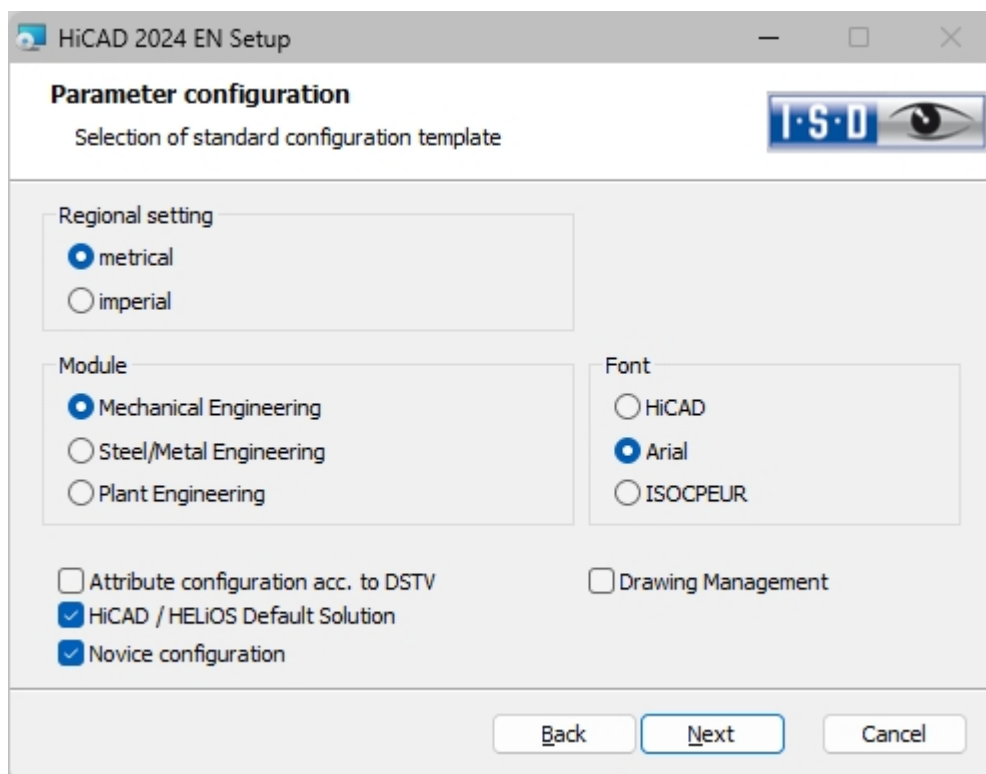 HiCAD 2024 EN Setup
Parameter configuration
Selection of standard configuration template
I·S·D
Regional setting
metrical
imperial
Module
Mechanical Engineering
Steel/Metal Engineering
Plant Engineering
Font
HiCAD
Arial
ISOCPEUR
Attribute configuration acc. to DSTV
Drawing Management
HiCAD / HELiOS Default Solution
Novice configuration
Back
Next
Cancel